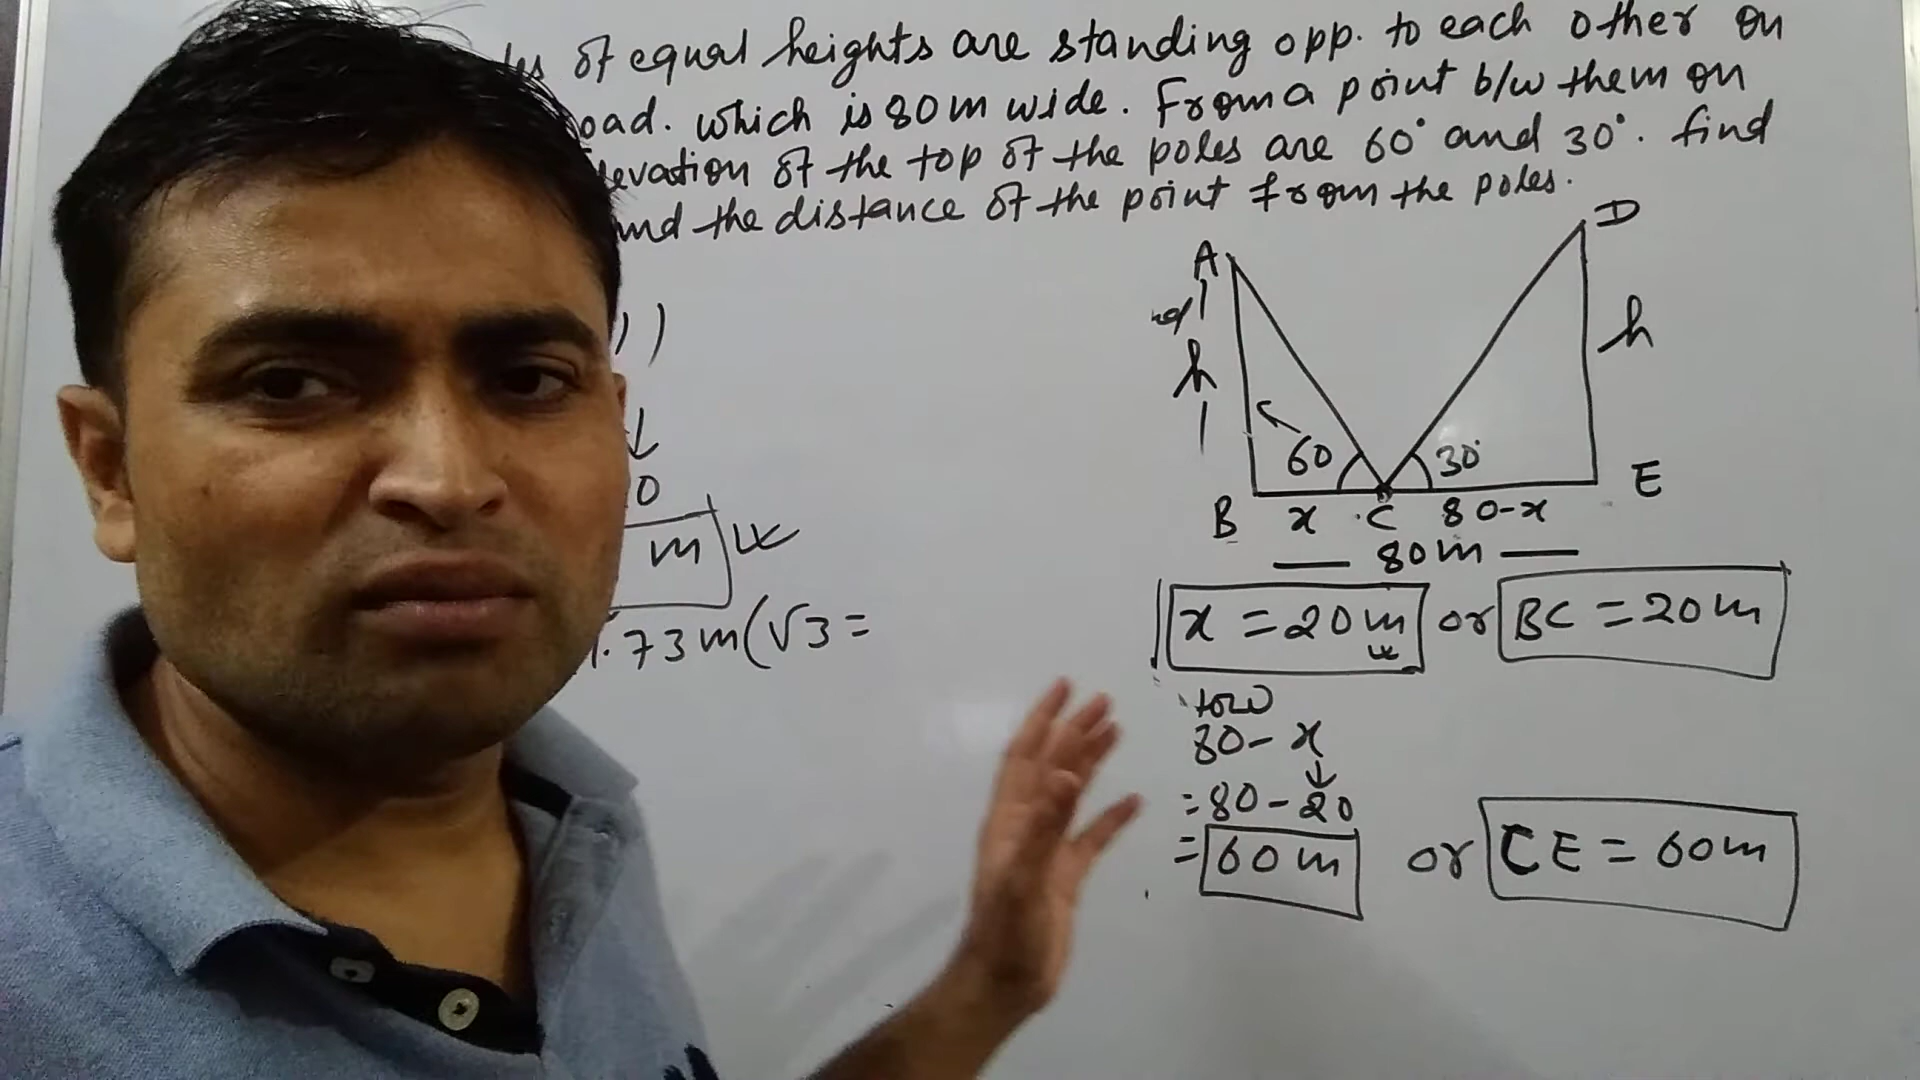 of equal heights are standing opp. to each other on
oad. which is 80m wide. From a point b/w them on
levation of the top of the poles are 60° and 30°. find
and the distance of the point from the poles.
A
D
h
h
60
30°
B x C 80-x E
80m
m
.73m(√3=
x = 20m or BC = 20m
80-x
=80-20
=60m or CE = 60m